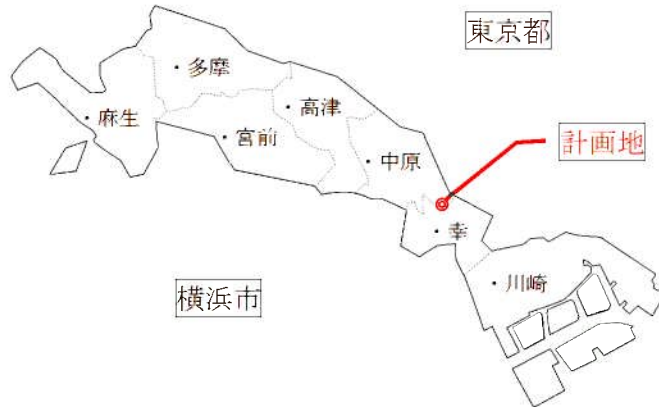 東京都
多摩
麻生
高津
宮前
中原
計画地
幸
川崎
横浜市